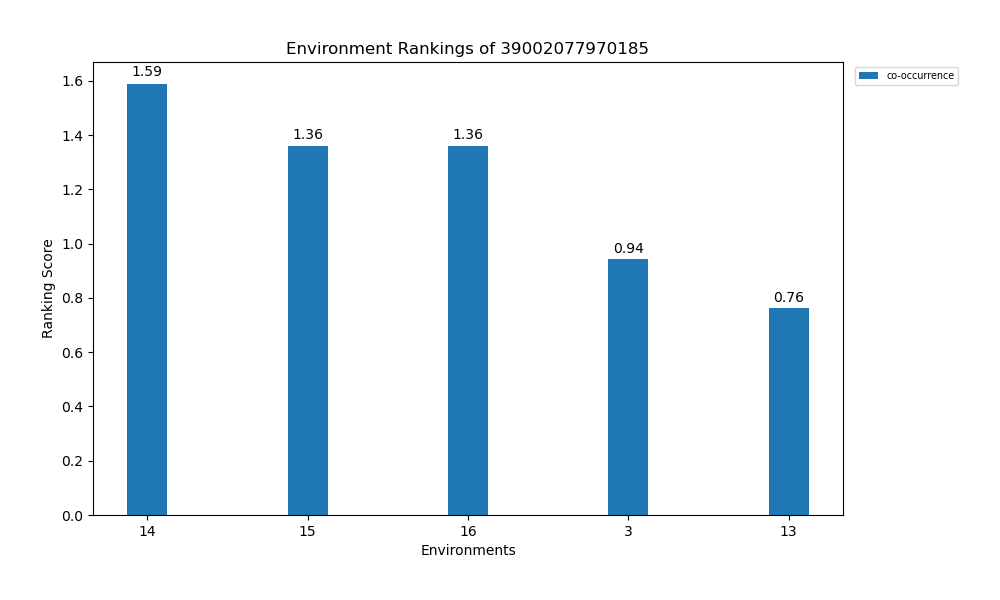 Environment Rankings of 39002077970185
co-occurrence
Ranking Score
1.6
1.4
1.2
1.0
0.8
0.6
0.4
0.2
0.0
1.59
1.36
1.36
0.94
0.76
14 15 16 3 13
Environments